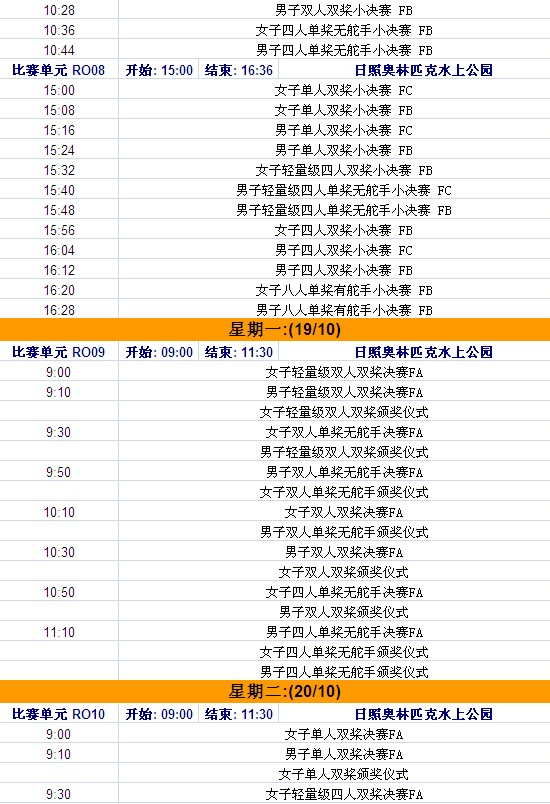 10:28 男子双人双桨小决赛 FB
10:36 女子四人单桨无舵手小决赛 FB
10:44 男子四人单桨无舵手小决赛 FB
比赛单元 RO08 开始: 15:00 结束: 16:36 日照奥林匹克水上公园
15:00 女子单人双桨小决赛 FC
15:08 女子单人双桨小决赛 FB
15:16 男子单人双桨小决赛 FC
15:24 男子单人双桨小决赛 FB
15:32 女子轻量级四人双桨小决赛 FB
15:40 男子轻量级四人单桨无舵手小决赛 FC
15:48 男子轻量级四人单桨无舵手小决赛 FB
15:56 女子四人双桨小决赛 FB
16:04 男子四人双桨小决赛 FC
16:12 男子四人双桨小决赛 FB
16:20 女子八人单桨有舵手小决赛 FB
16:28 男子八人单桨有舵手小决赛 FB
星期一:(19/10)
比赛单元 RO09 开始: 09:00 结束: 11:30 日照奥林匹克水上公园
9:00 女子轻量级双人双桨决赛FA
9:10 男子轻量级双人双桨决赛FA
女子轻量级双人双桨颁奖仪式
9:30 女子双人单桨无舵手决赛FA
男子轻量级双人双桨颁奖仪式
9:50 男子双人单桨无舵手决赛FA
女子双人单桨无舵手颁奖仪式
10:10 女子双人双桨决赛FA
男子双人单桨无舵手颁奖仪式
10:30 男子双人双桨决赛FA
女子双人双桨颁奖仪式
10:50 女子四人单桨无舵手决赛FA
男子双人双桨颁奖仪式
11:10 男子四人单桨无舵手决赛FA
女子四人单桨无舵手颁奖仪式
男子四人单桨无舵手颁奖仪式
星期二:(20/10)
比赛单元 RO10 开始: 09:00 结束: 11:30 日照奥林匹克水上公园
9:00 女子单人双桨决赛FA
9:10 男子单人双桨决赛FA
女子单人双桨颁奖仪式
9:30 女子轻量级四人双桨决赛FA